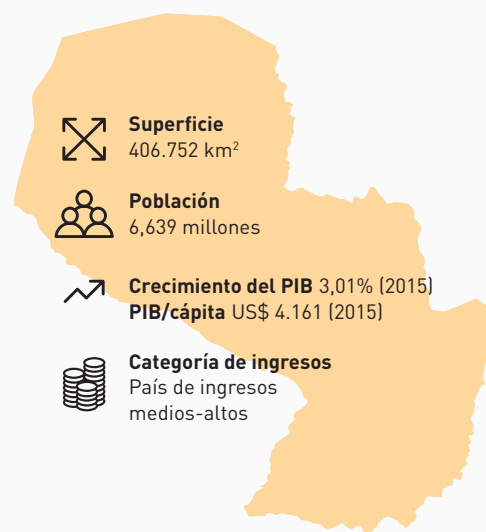 Superficie
406.752 km²
Población
6,639 millones
Crecimiento del PIB 3,01% (2015)
PIB/cápita US$ 4.161 (2015)
Categoría de ingresos
País de ingresos
medios-altos